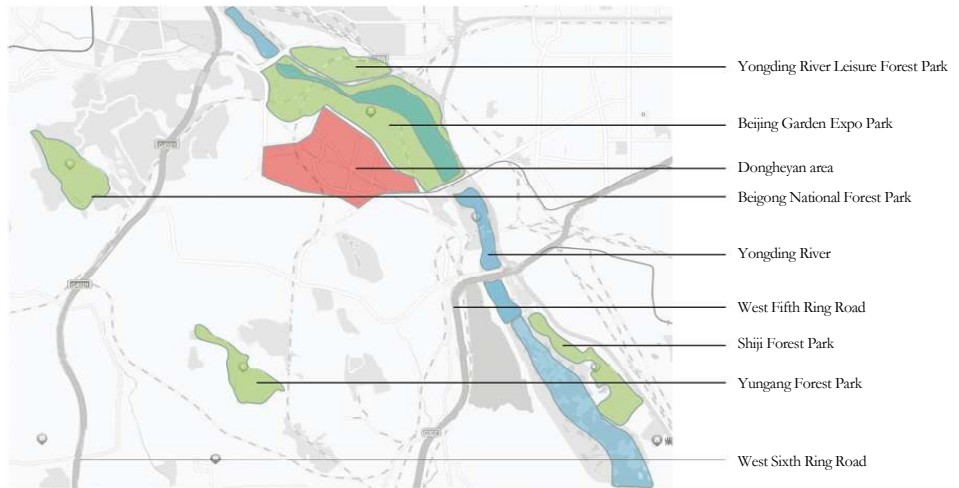 Yongding River Leisure Forest Park
Beijing Garden Expo Park
Dongheyan area
Beigong National Forest Park
Yongding River
West Fifth Ring Road
Shiji Forest Park
Yungang Forest Park
West Sixth Ring Road